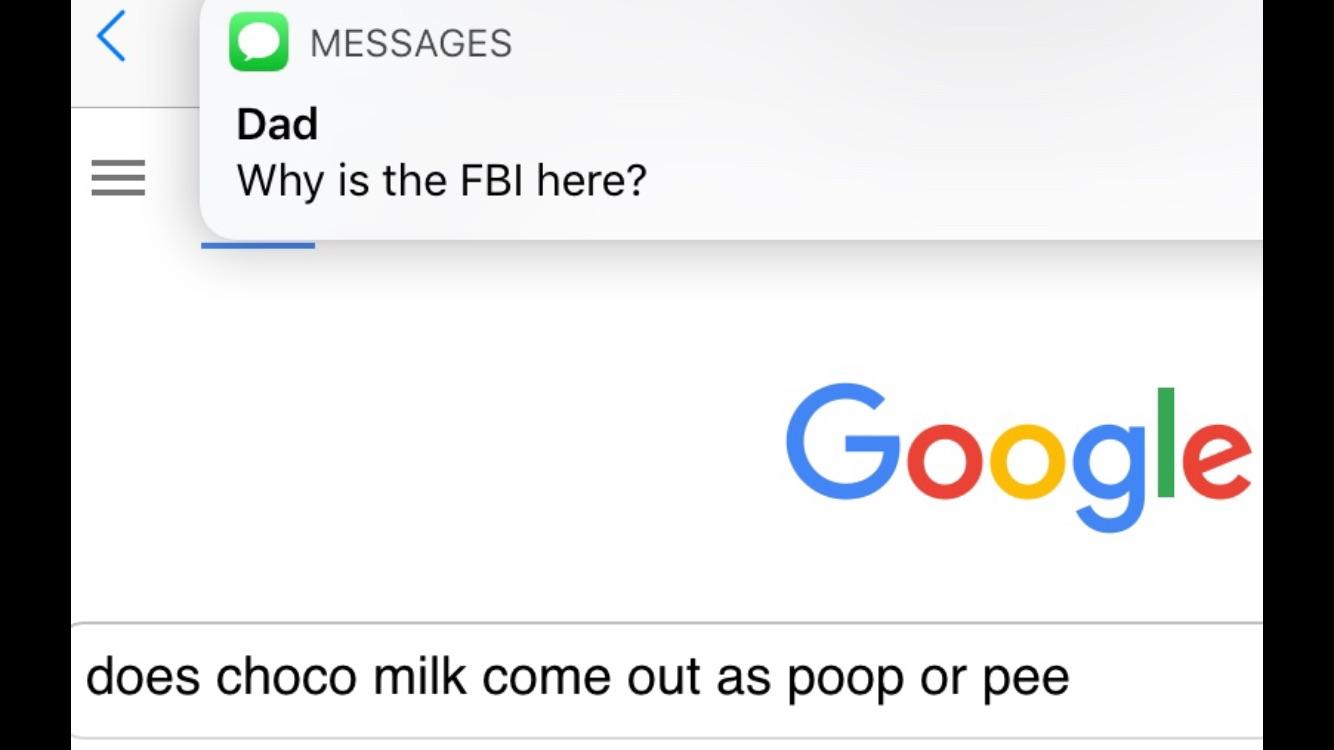 MESSAGES
Dad
Why is the FBI here?
Google
does choco milk come out as poop or pee